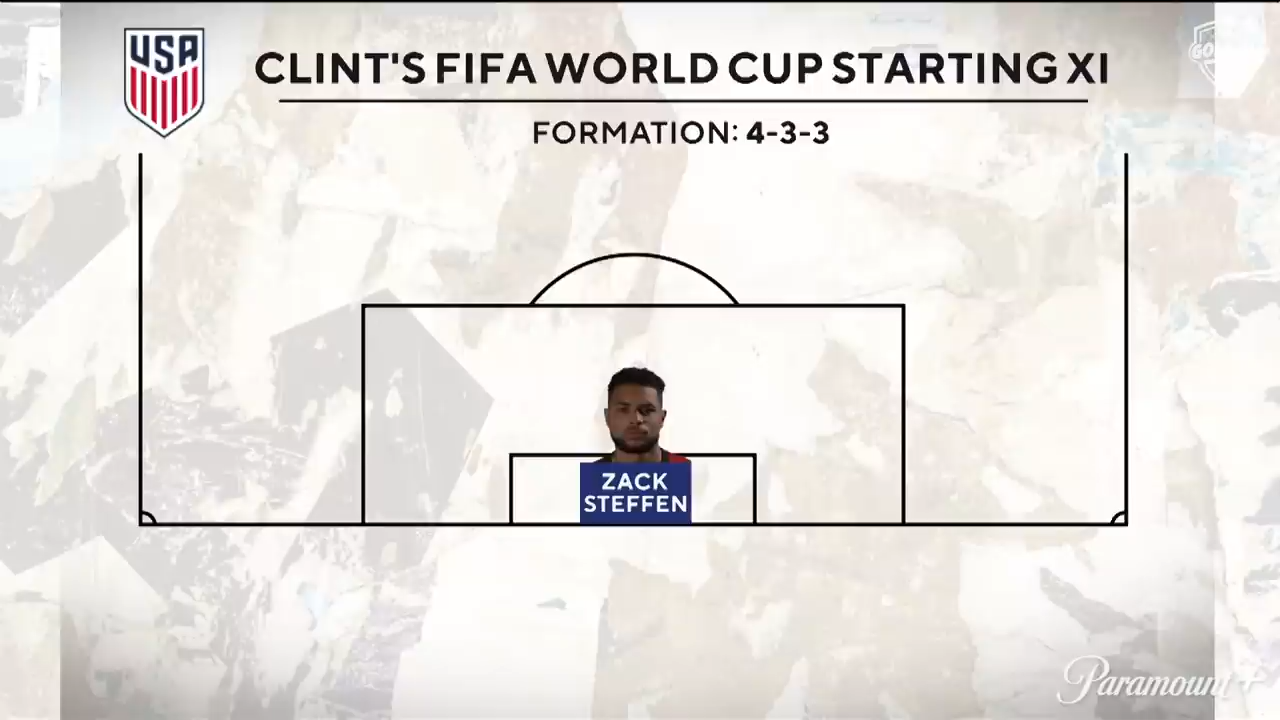 USA
CLINT'S FIFA WORLD CUP STARTING XI
FORMATION: 4-3-3
ZACK
STEFFEN
Paramount+